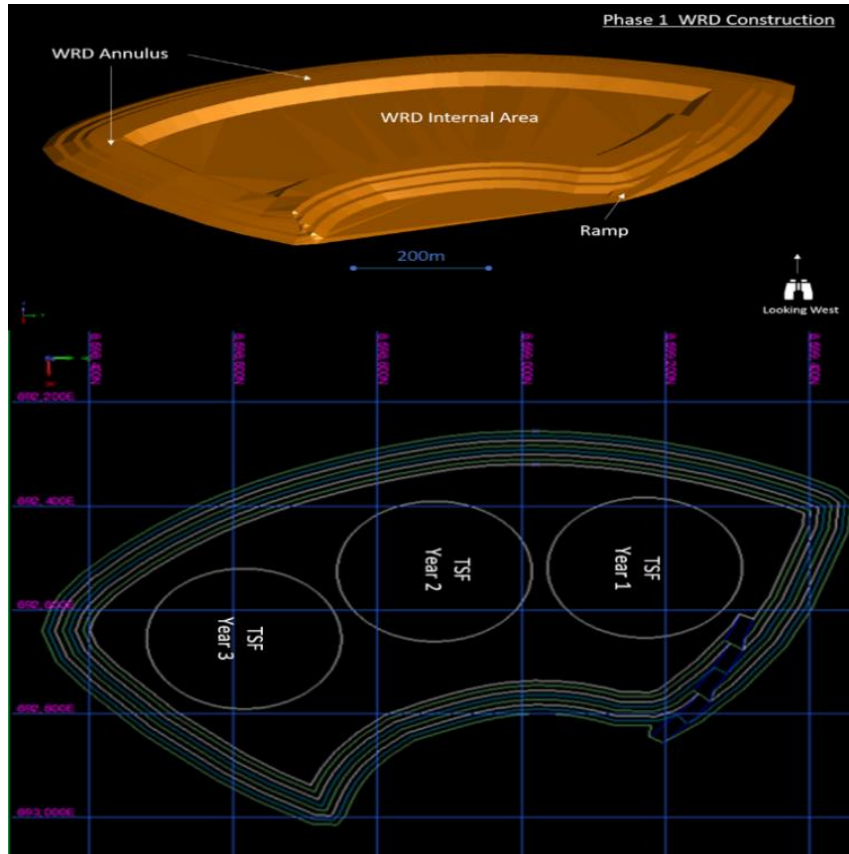 Phase 1 WRD Construction
WRD Annulus
WRD Internal Area
Ramp
200m
Looking West
692,200E
692,400E
692,600E
692,800E
693,000E
TSF
Year 3
TSF
Year 2
TSF
Year 1